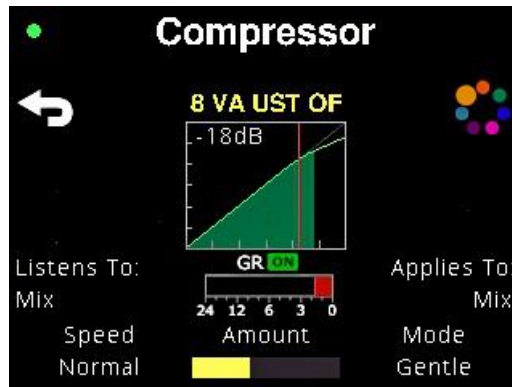 Compressor
8 VA UST OF
-18dB
GR ON
24 12 6 3 0
Listens To:
Mix
Applies To:
Mix
Speed
Normal
Amount
Mode
Gentle